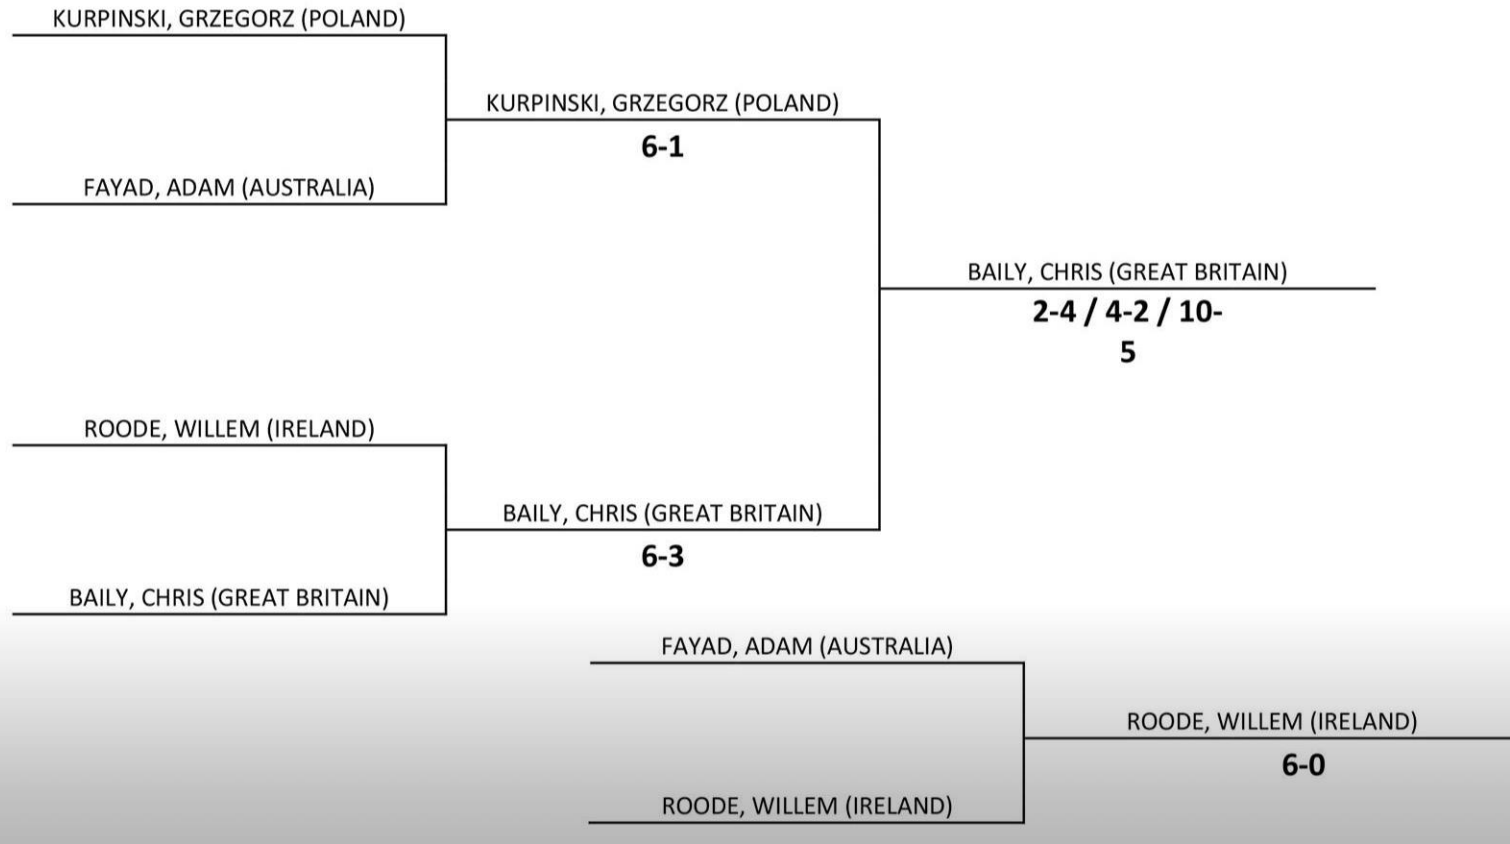 KURPINSKI, GRZEGORZ (POLAND)
KURPINSKI, GRZEGORZ (POLAND)
6-1
FAYAD, ADAM (AUSTRALIA)
BAILY, CHRIS (GREAT BRITAIN)
2-4 / 4-2 / 10-
5
ROODE, WILLEM (IRELAND)
BAILY, CHRIS (GREAT BRITAIN)
6-3
BAILY, CHRIS (GREAT BRITAIN)
FAYAD, ADAM (AUSTRALIA)
ROODE, WILLEM (IRELAND)
6-0
ROODE, WILLEM (IRELAND)